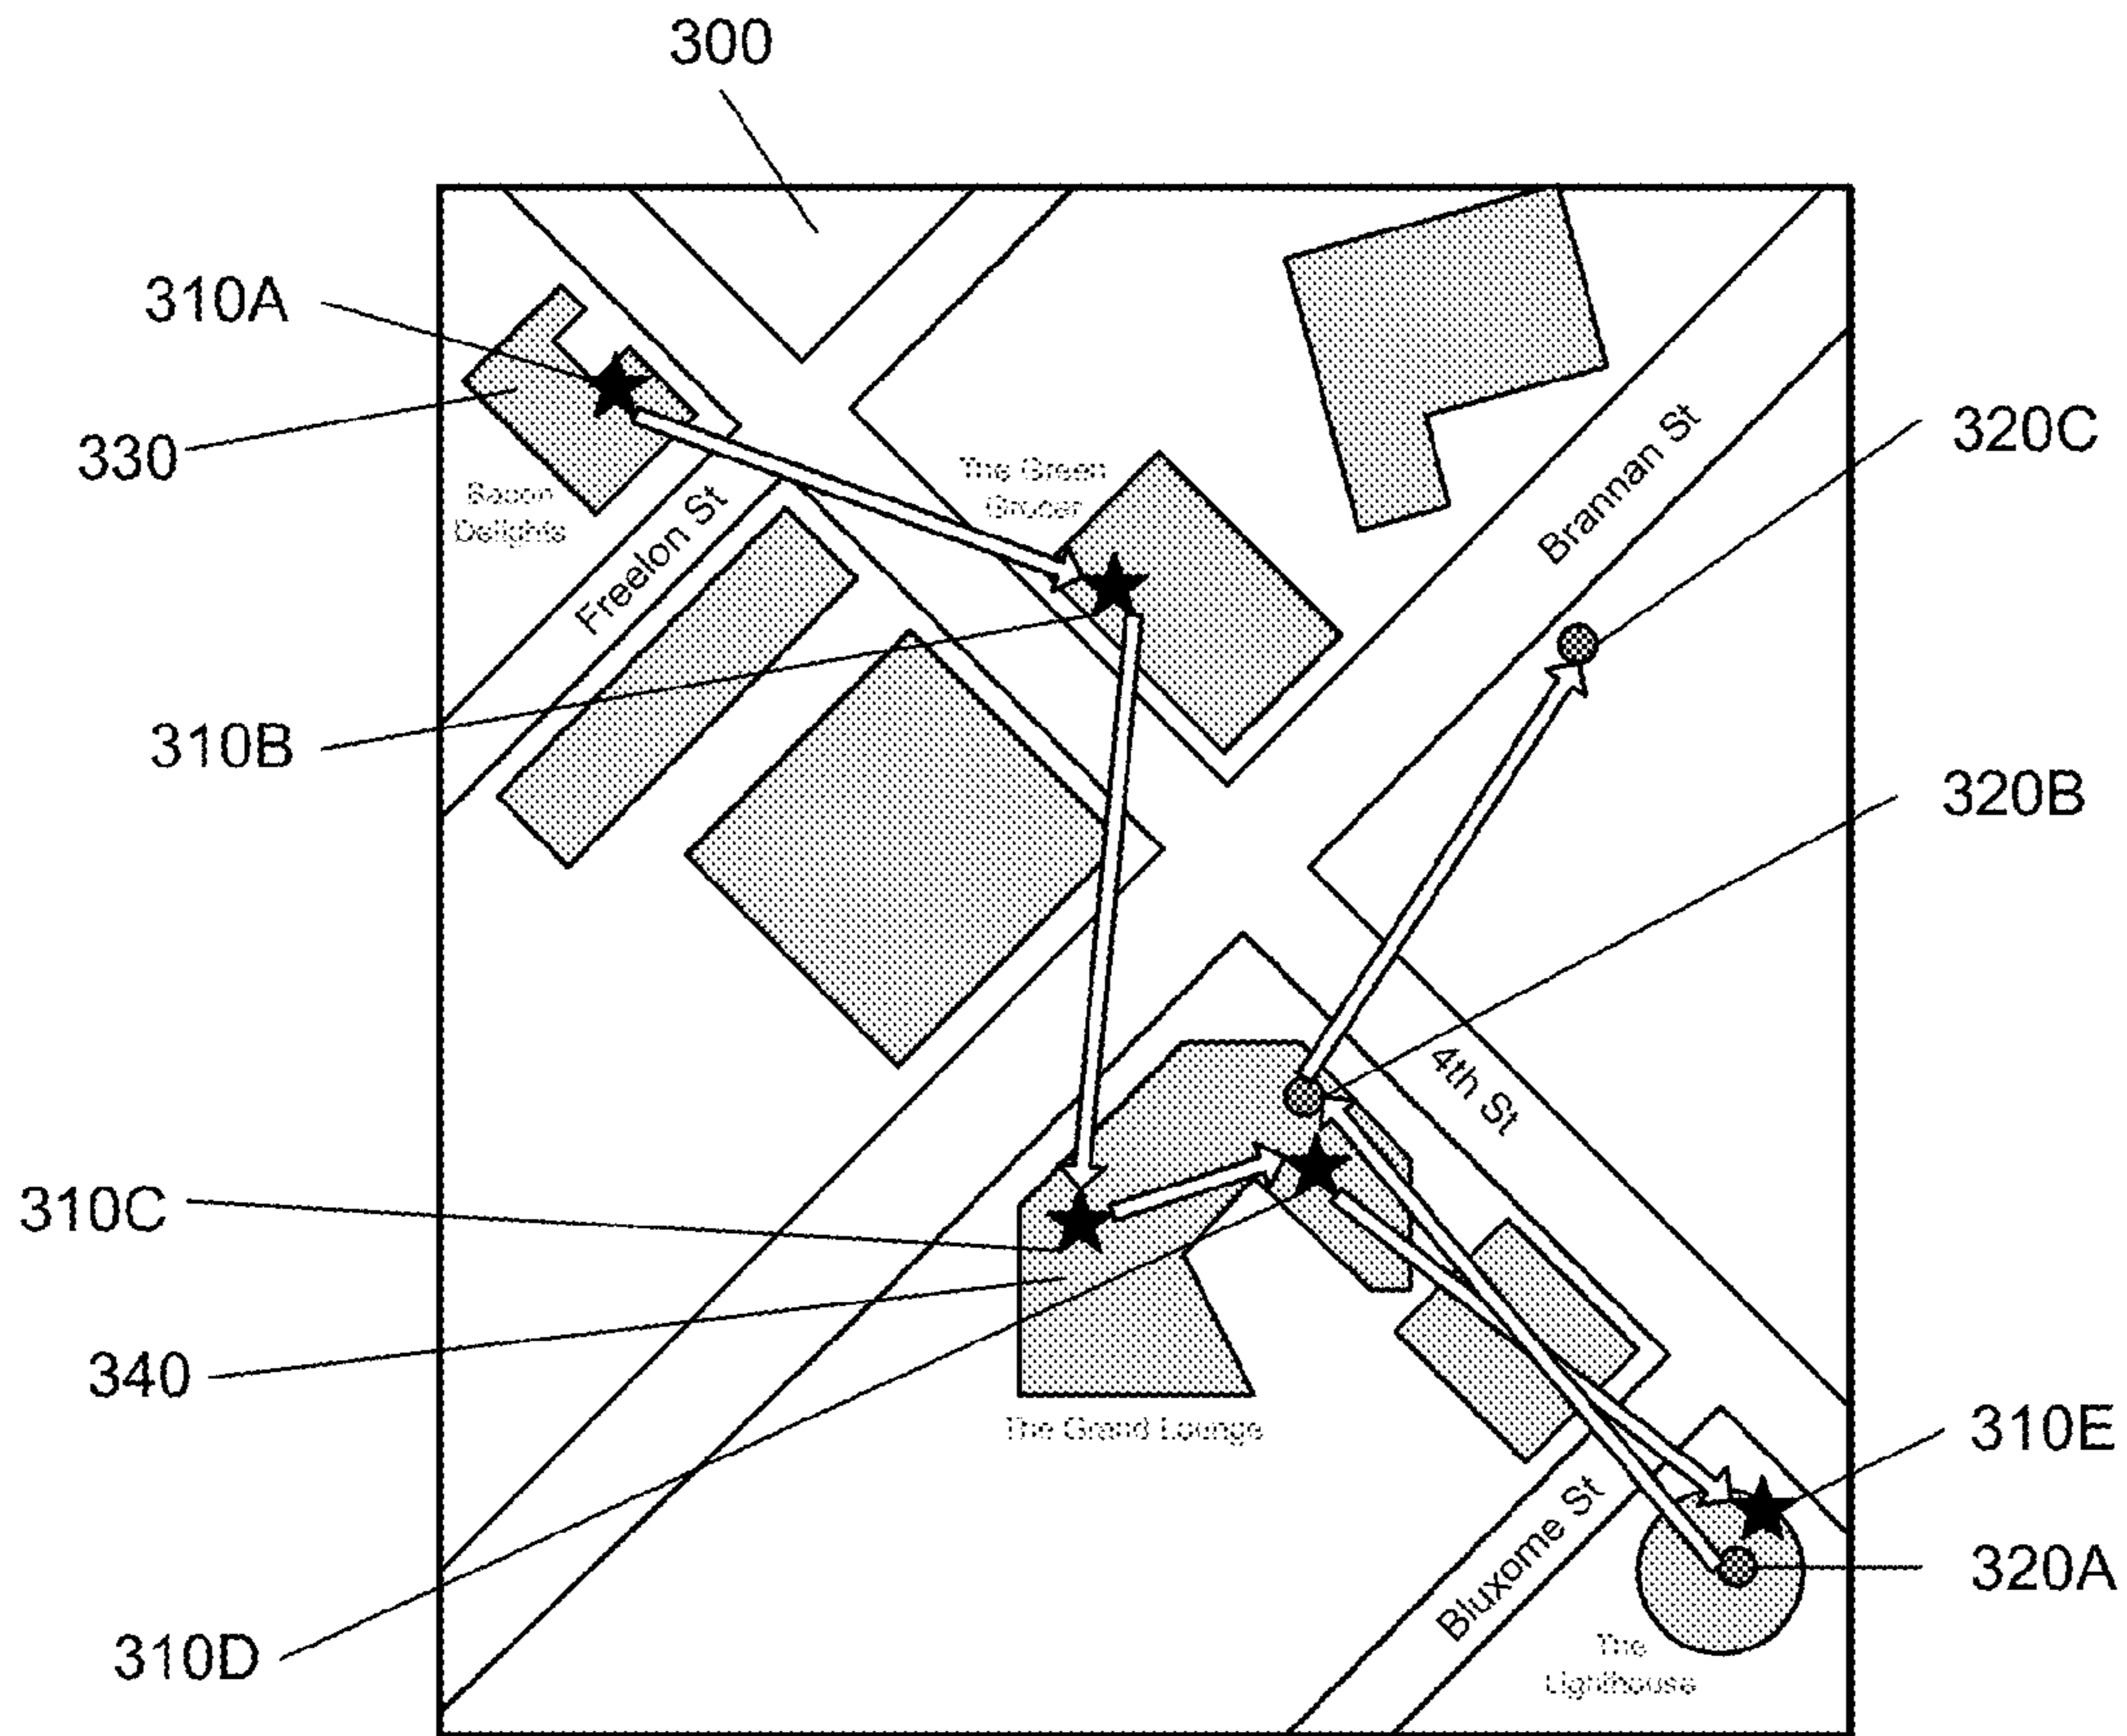 300
310A
330
320C
Brannan St
The Green
Grocer
Bacon
Delights
Freelon St
310B
320B
4th St
310C
340
The Grand Lounge
310E
Bluxome St
320A
310D
The
Lighthouse